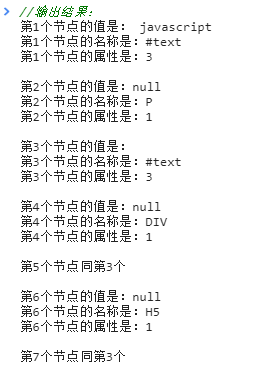 //输出结果:
第1个节点的值是: javascript
第1个节点的名称是:#text
第1个节点的属性是:3
第2个节点的值是:null
第2个节点的名称是:P
第2个节点的属性是:1
第3个节点的值是:
第3个节点的名称是:#text
第3个节点的属性是:3
第4个节点的值是:null
第4个节点的名称是:DIV
第4个节点的属性是:1
第5个节点同第3个
第6个节点的值是:null
第6个节点的名称是:H5
第6个节点的属性是:1
第7个节点同第3个